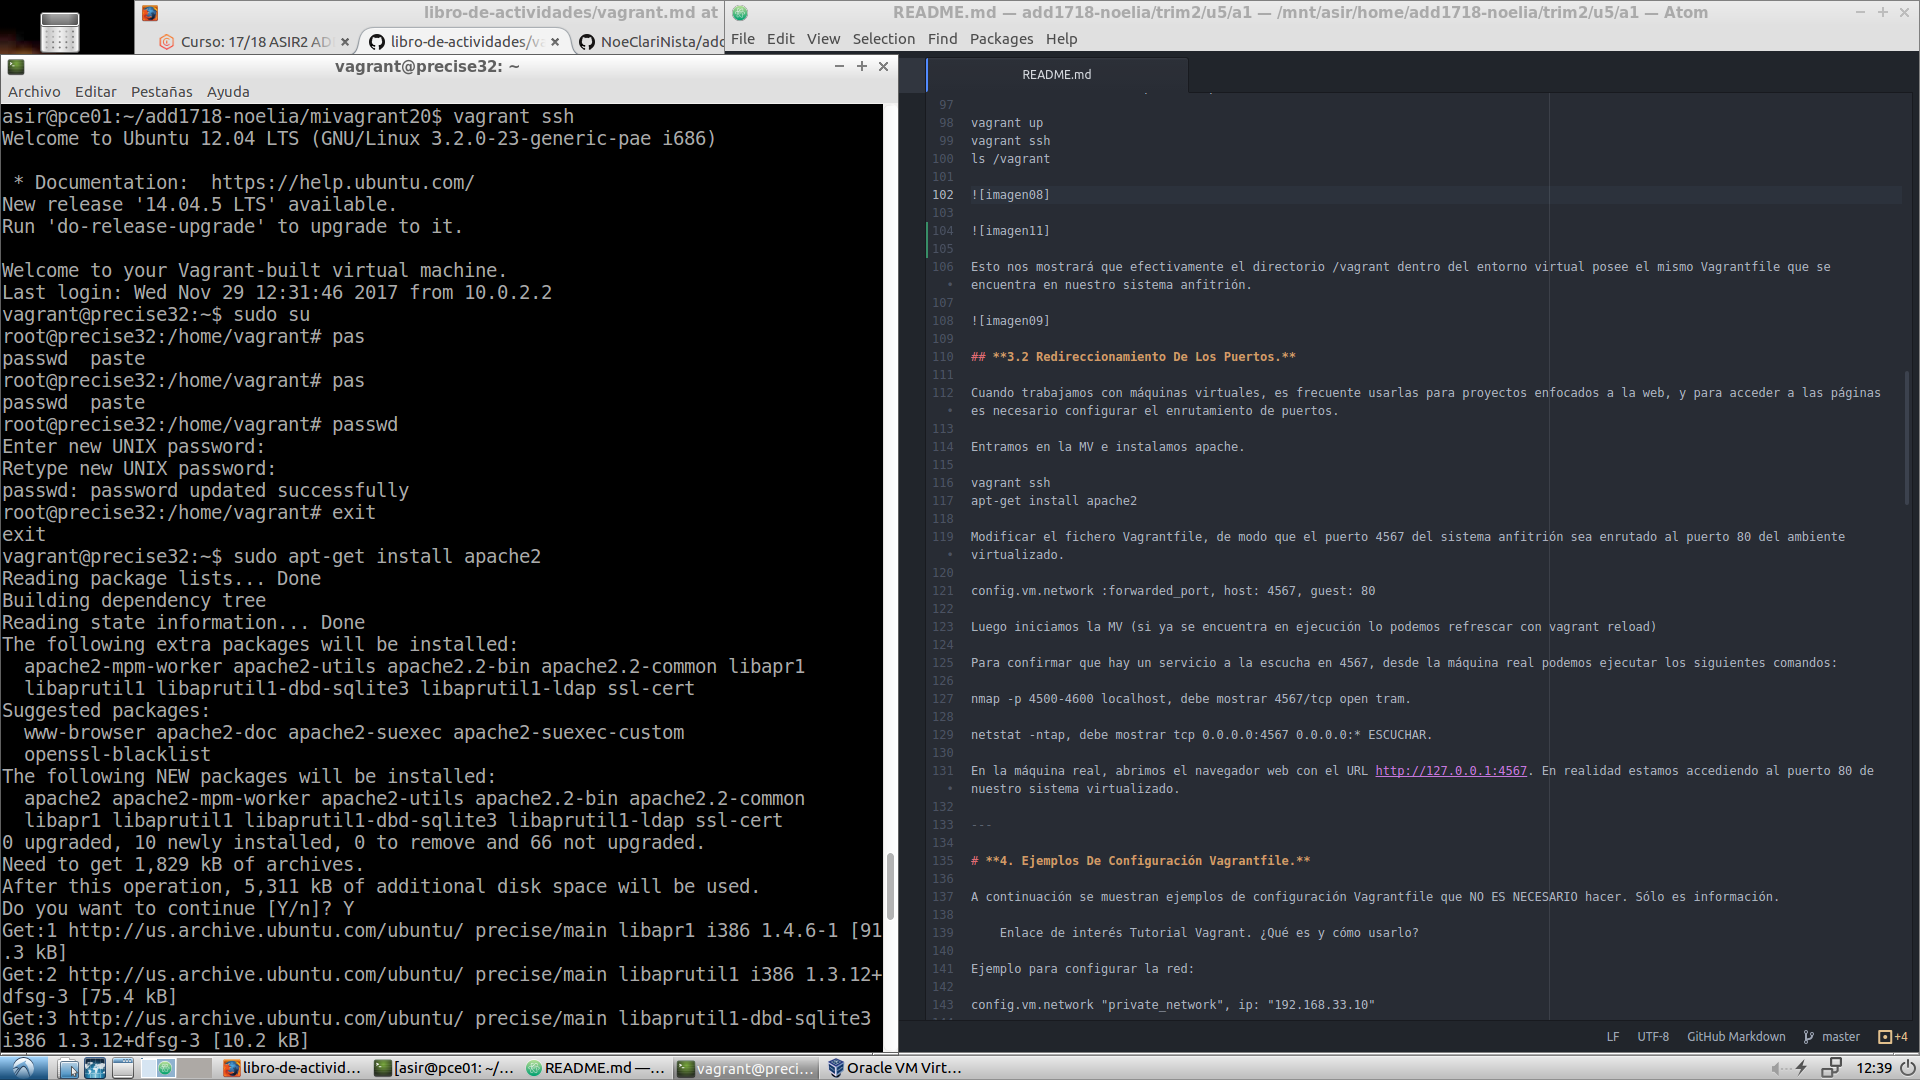 libro-de-actividades/vagrant.md at
Curso: 17/18 ASIR2 AD
libro-de-actividades/va
NoeClariNista/add
README.md — add1718-noelia/trim2/u5/a1 — /mnt/asir/home/add1718-noelia/trim2/u5/a1 — Atom
File Edit View Selection Find Packages Help
vagrant@precise32: ~
Archivo Editar Pestañas Ayuda
asir@pce01:~/add1718-noelia/mivagrant20$ vagrant ssh
Welcome to Ubuntu 12.04 LTS (GNU/Linux 3.2.0-23-generic-pae i686)
* Documentation:  https://help.ubuntu.com/
New release '14.04.5 LTS' available.
Run 'do-release-upgrade' to upgrade to it.
Welcome to your Vagrant-built virtual machine.
Last login: Wed Nov 29 12:31:46 2017 from 10.0.2.2
vagrant@precise32:~$ sudo su
root@precise32:/home/vagrant# pas
passwd  paste
root@precise32:/home/vagrant# pas
passwd  paste
root@precise32:/home/vagrant# passwd
Enter new UNIX password:
Retype new UNIX password:
passwd: password updated successfully
root@precise32:/home/vagrant# exit
exit
vagrant@precise32:~$ sudo apt-get install apache2
Reading package lists... Done
Building dependency tree
Reading state information... Done
The following extra packages will be installed:
apache2-mpm-worker apache2-utils apache2.2-bin apache2.2-common libapr1
libaprutil1 libaprutil1-dbd-sqlite3 libaprutil1-ldap ssl-cert
Suggested packages:
www-browser apache2-doc apache2-suexec apache2-suexec-custom
openssl-blacklist
The following NEW packages will be installed:
apache2 apache2-mpm-worker apache2-utils apache2.2-bin apache2.2-common
libapr1 libaprutil1 libaprutil1-dbd-sqlite3 libaprutil1-ldap ssl-cert
0 upgraded, 10 newly installed, 0 to remove and 66 not upgraded.
Need to get 1,829 kB of archives.
After this operation, 5,311 kB of additional disk space will be used.
Do you want to continue [Y/n]? Y
Get:1 http://us.archive.ubuntu.com/ubuntu/ precise/main libapr1 i386 1.4.6-1 [91
.3 kB]
Get:2 http://us.archive.ubuntu.com/ubuntu/ precise/main libaprutil1 i386 1.3.12+
dfsg-3 [75.4 kB]
Get:3 http://us.archive.ubuntu.com/ubuntu/ precise/main libaprutil1-dbd-sqlite3
i386 1.3.12+dfsg-3 [10.2 kB]
README.md
97
98 vagrant up
99 vagrant ssh
100 ls /vagrant
101
102 ![imagen08]
103
104 ![imagen11]
105
106 Esto nos mostrará que efectivamente el directorio /vagrant dentro del entorno virtual posee el mismo Vagrantfile que se
• encuentra en nuestro sistema anfitrión.
107
108 ![imagen09]
109
110 ## **3.2 Redireccionamiento De Los Puertos.**
111
112 Cuando trabajamos con máquinas virtuales, es frecuente usarlas para proyectos enfocados a la web, y para acceder a las páginas
• es necesario configurar el enrutamiento de puertos.
113
114 Entramos en la MV e instalamos apache.
115
116 vagrant ssh
117 apt-get install apache2
118
119 Modificar el fichero Vagrantfile, de modo que el puerto 4567 del sistema anfitrión sea enrutado al puerto 80 del ambiente
• virtualizado.
120
121 config.vm.network :forwarded_port, host: 4567, guest: 80
122
123 Luego iniciamos la MV (si ya se encuentra en ejecución lo podemos refrescar con vagrant reload)
124
125 Para confirmar que hay un servicio a la escucha en 4567, desde la máquina real podemos ejecutar los siguientes comandos:
126
127 nmap -p 4500-4600 localhost, debe mostrar 4567/tcp open tram.
128
129 netstat -ntap, debe mostrar tcp 0.0.0.0:4567 0.0.0.0:* ESCUCHAR.
130
131 En la máquina real, abrimos el navegador web con el URL http://127.0.0.1:4567. En realidad estamos accediendo al puerto 80 de
• nuestro sistema virtualizado.
132
133 ---
134
135 # **4. Ejemplos De Configuración Vagrantfile.**
136
137 A continuación se muestran ejemplos de configuración Vagrantfile que NO ES NECESARIO hacer. Sólo es información.
138
139 Enlace de interés Tutorial Vagrant. ¿Qué es y cómo usarlo?
140
141 Ejemplo para configurar la red:
142
143 config.vm.network "private_network", ip: "192.168.33.10"
LF UTF-8 GitHub Markdown master +4
libro-de-activid... [asir@pce01: ~/... README.md —... vagrant@preci... Oracle VM Virt... 12:39